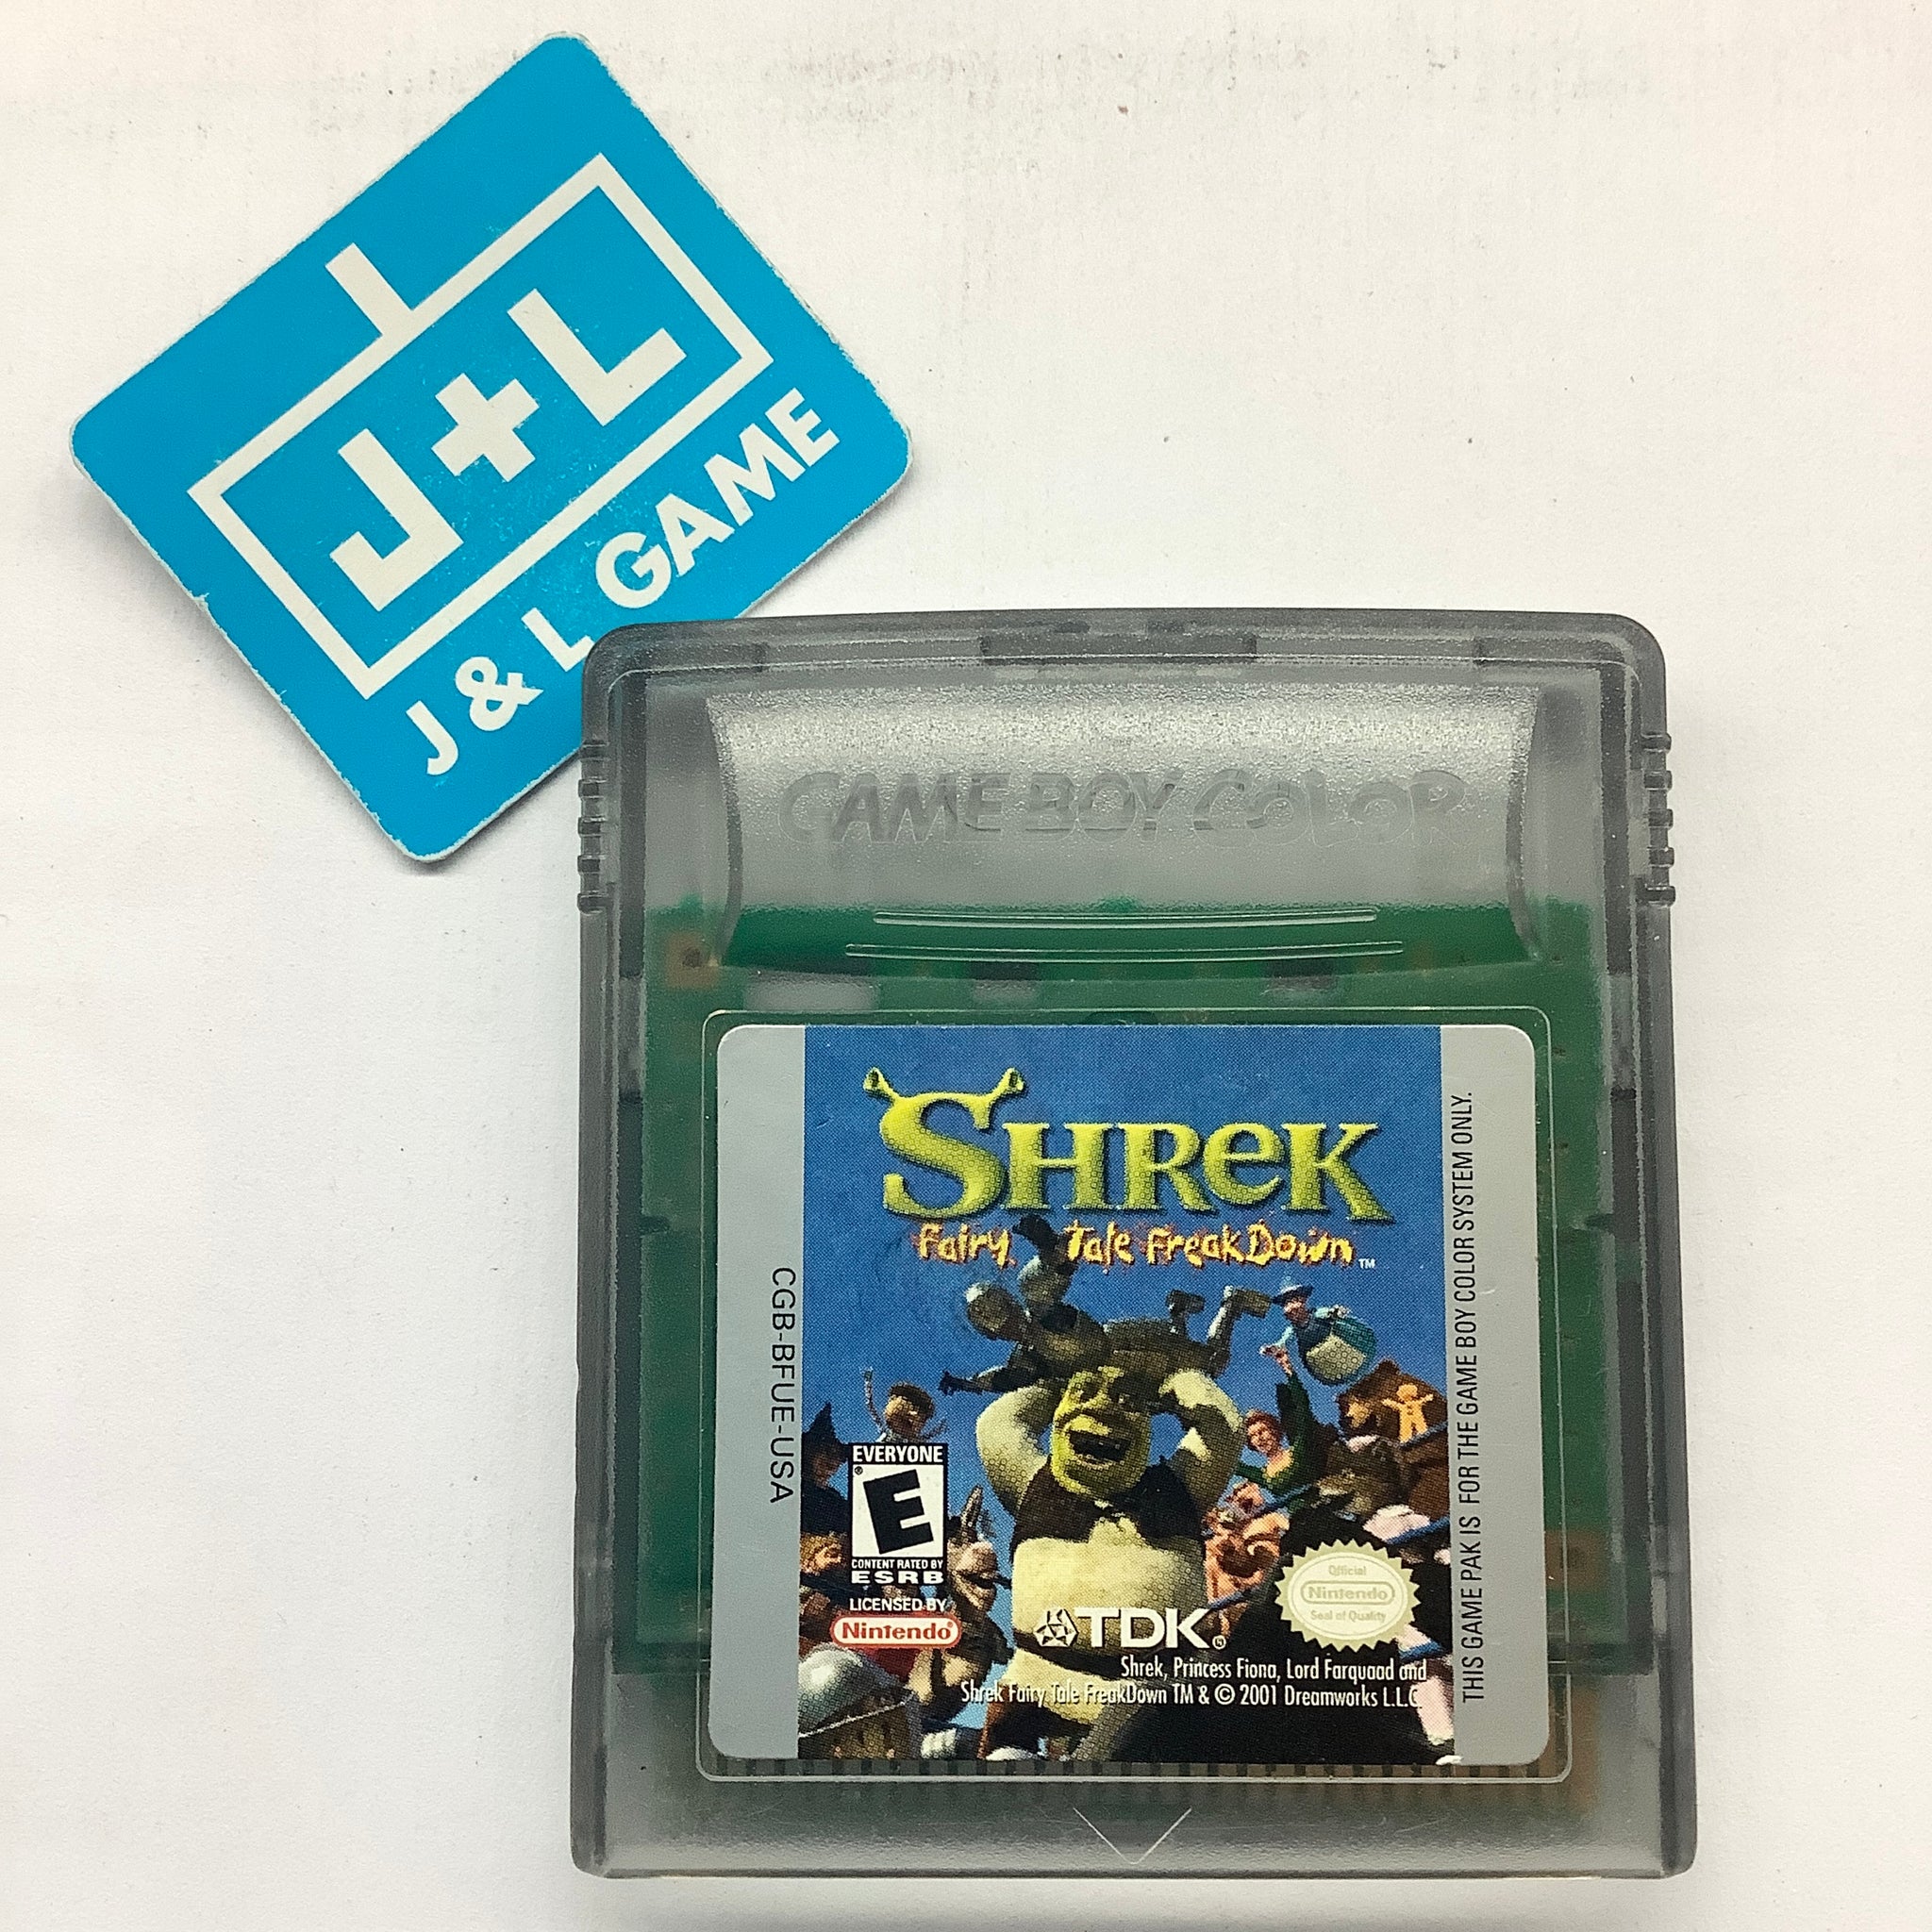 J+L
J & L GAME
GAME BOY COLOR
SHREK
Fairy Tale FreakDown™
CGB-BFUE-USA
THIS GAME PAK IS FOR THE GAME BOY COLOR SYSTEM ONLY.
EVERYONE
E
CONTENT RATED BY
ESRB
LICENSED BY
Nintendo®
TDK®
Official
Nintendo
Seal of Quality
Shrek, Princess Fiona, Lord Farquaad and
Shrek Fairy Tale FreakDown TM & © 2001 Dreamworks L.L.C.